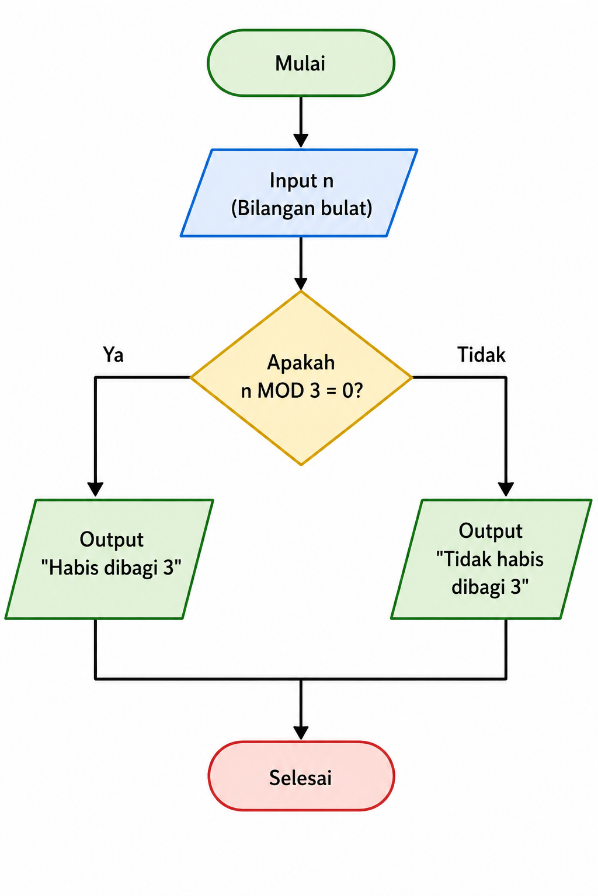 Mulai
Input n
(Bilangan bulat)
Apakah
n MOD 3 = 0?
Ya
Tidak
Output
"Habis dibagi 3"
Output
"Tidak habis
dibagi 3"
Selesai